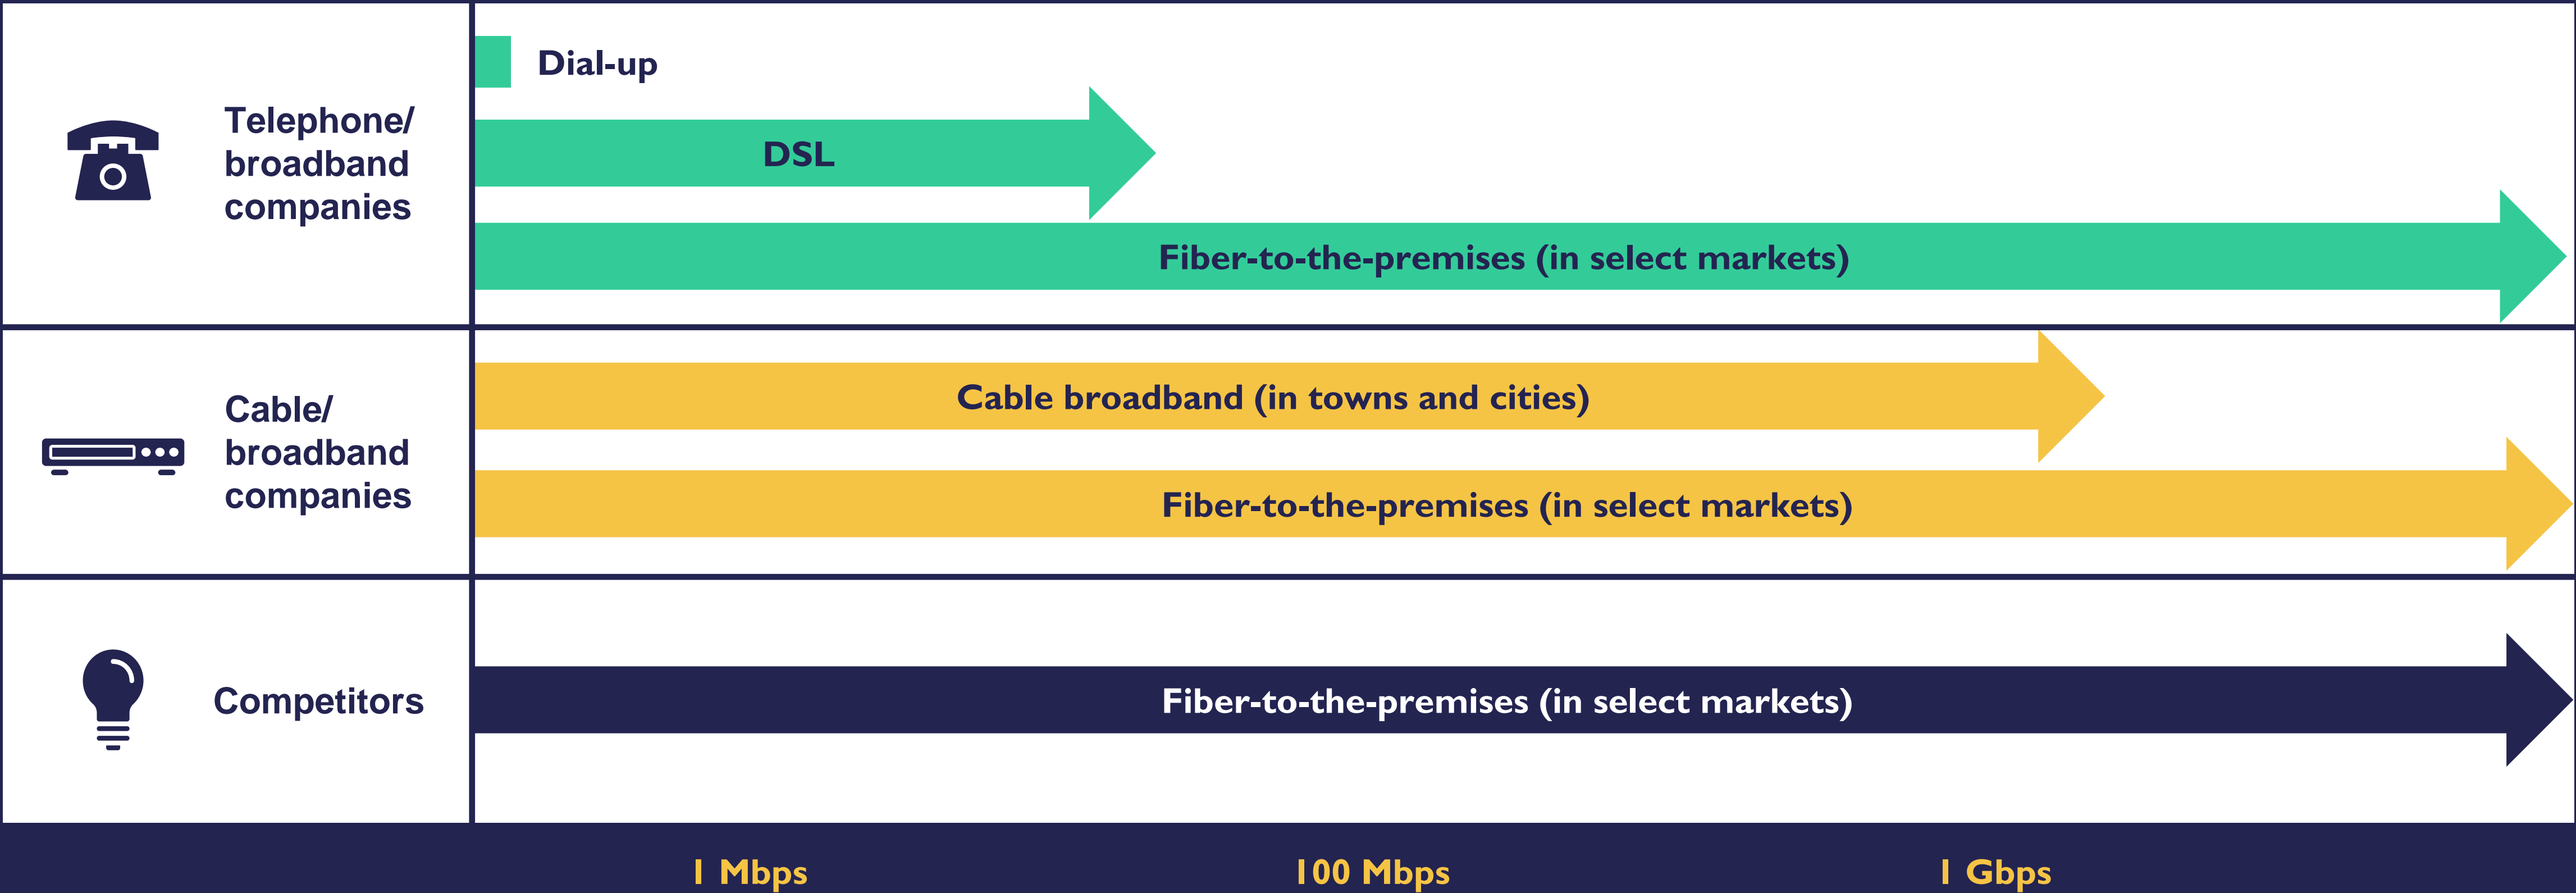 Dial-up
Telephone/
broadband
companies
DSL
Fiber-to-the-premises (in select markets)
Cable/
broadband
companies
Cable broadband (in towns and cities)
Fiber-to-the-premises (in select markets)
Competitors
Fiber-to-the-premises (in select markets)
1 Mbps
100 Mbps
1 Gbps